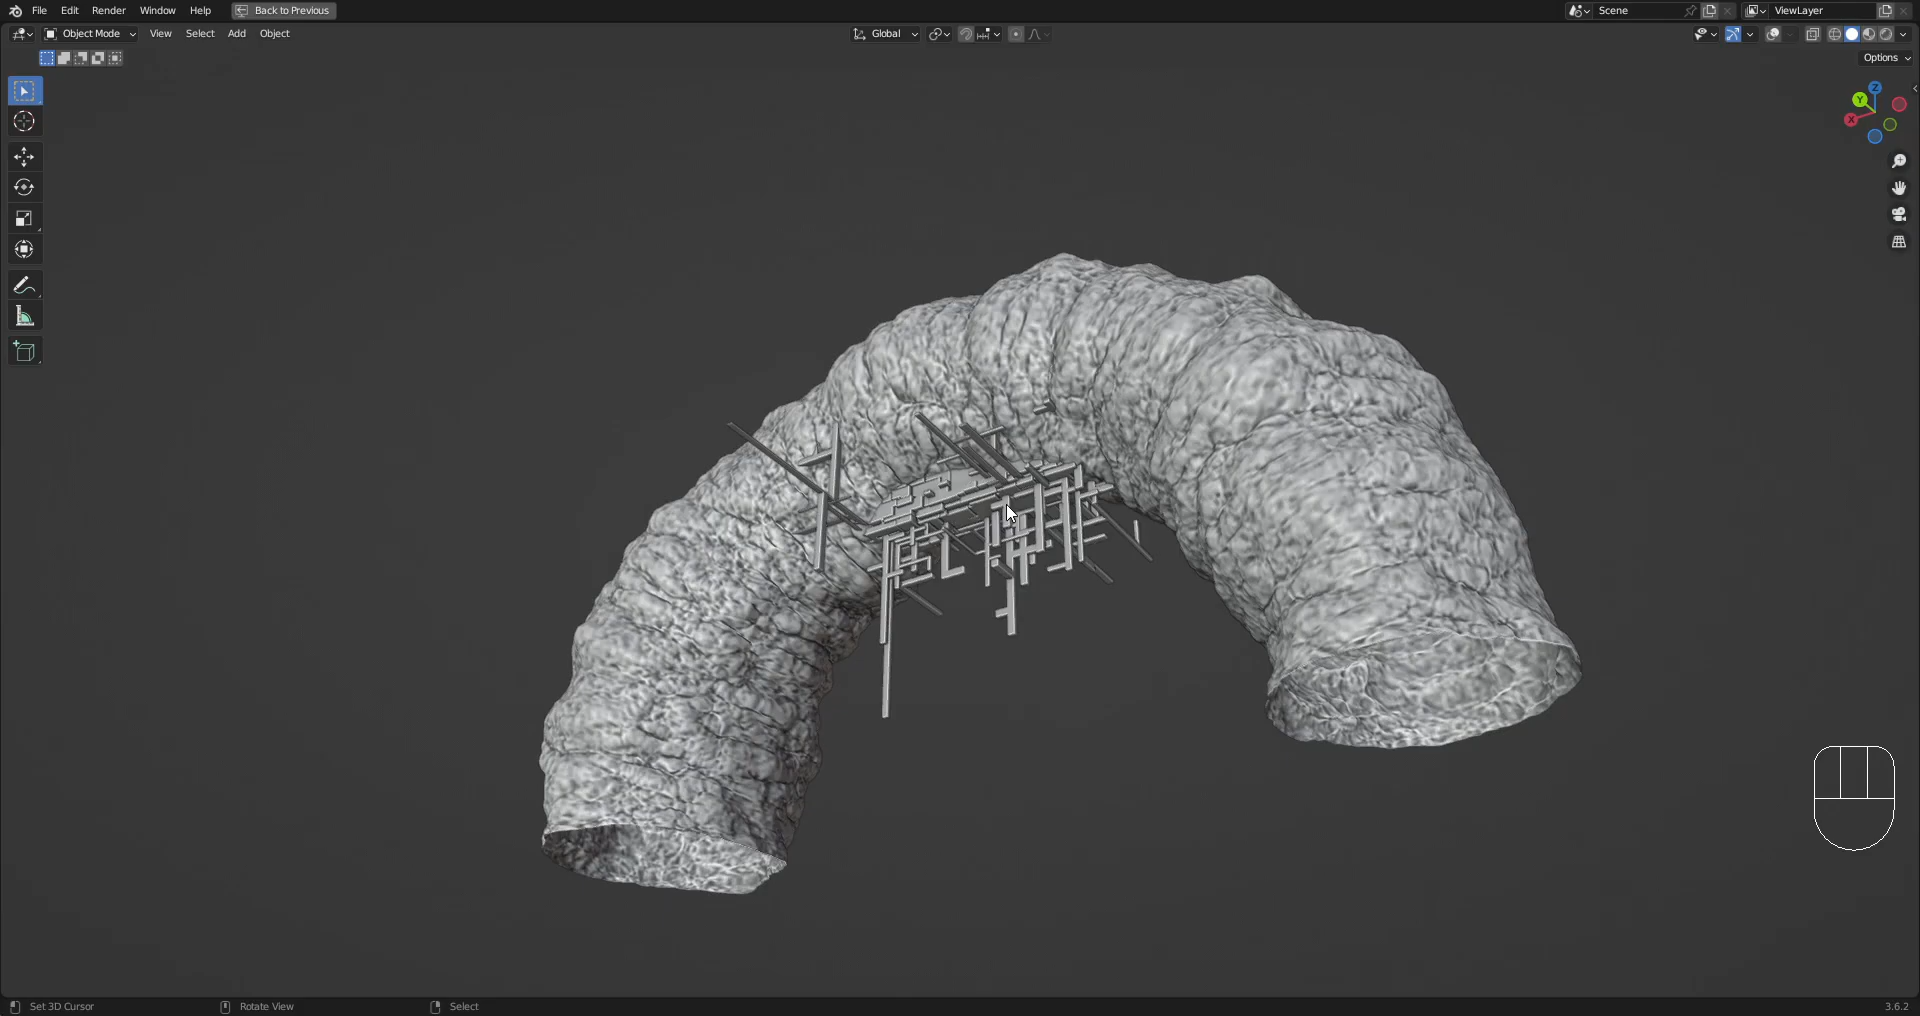 File Edit Render Window Help Back to Previous Scene ViewLayer
Object Mode View Select Add Object Global
Options
Z
Y
X
Set 3D Cursor Rotate View Select 3.6.2